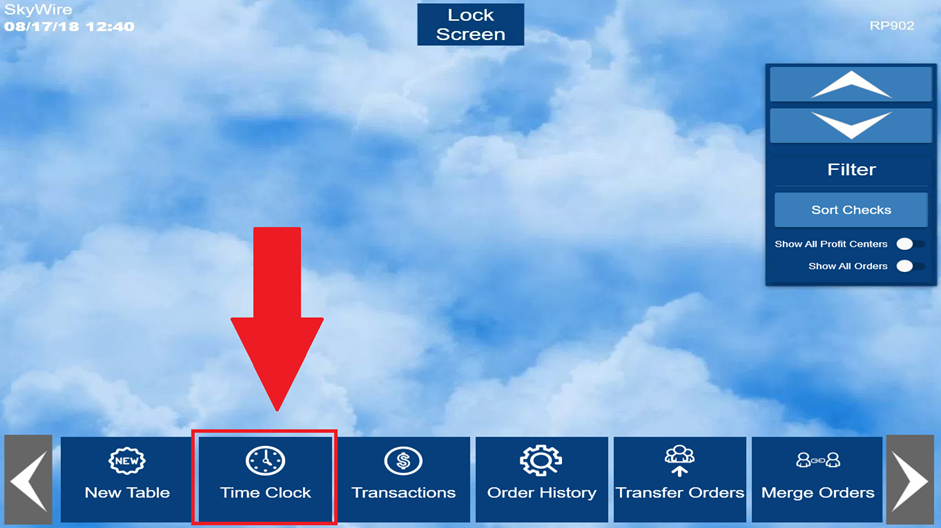 SkyWire
08/17/18 12:40
Lock
Screen
RP902
Filter
Sort Checks
Show All Profit Centers
Show All Orders
NEW
New Table
Time Clock
$
Transactions
Order History
Transfer Orders
Merge Orders